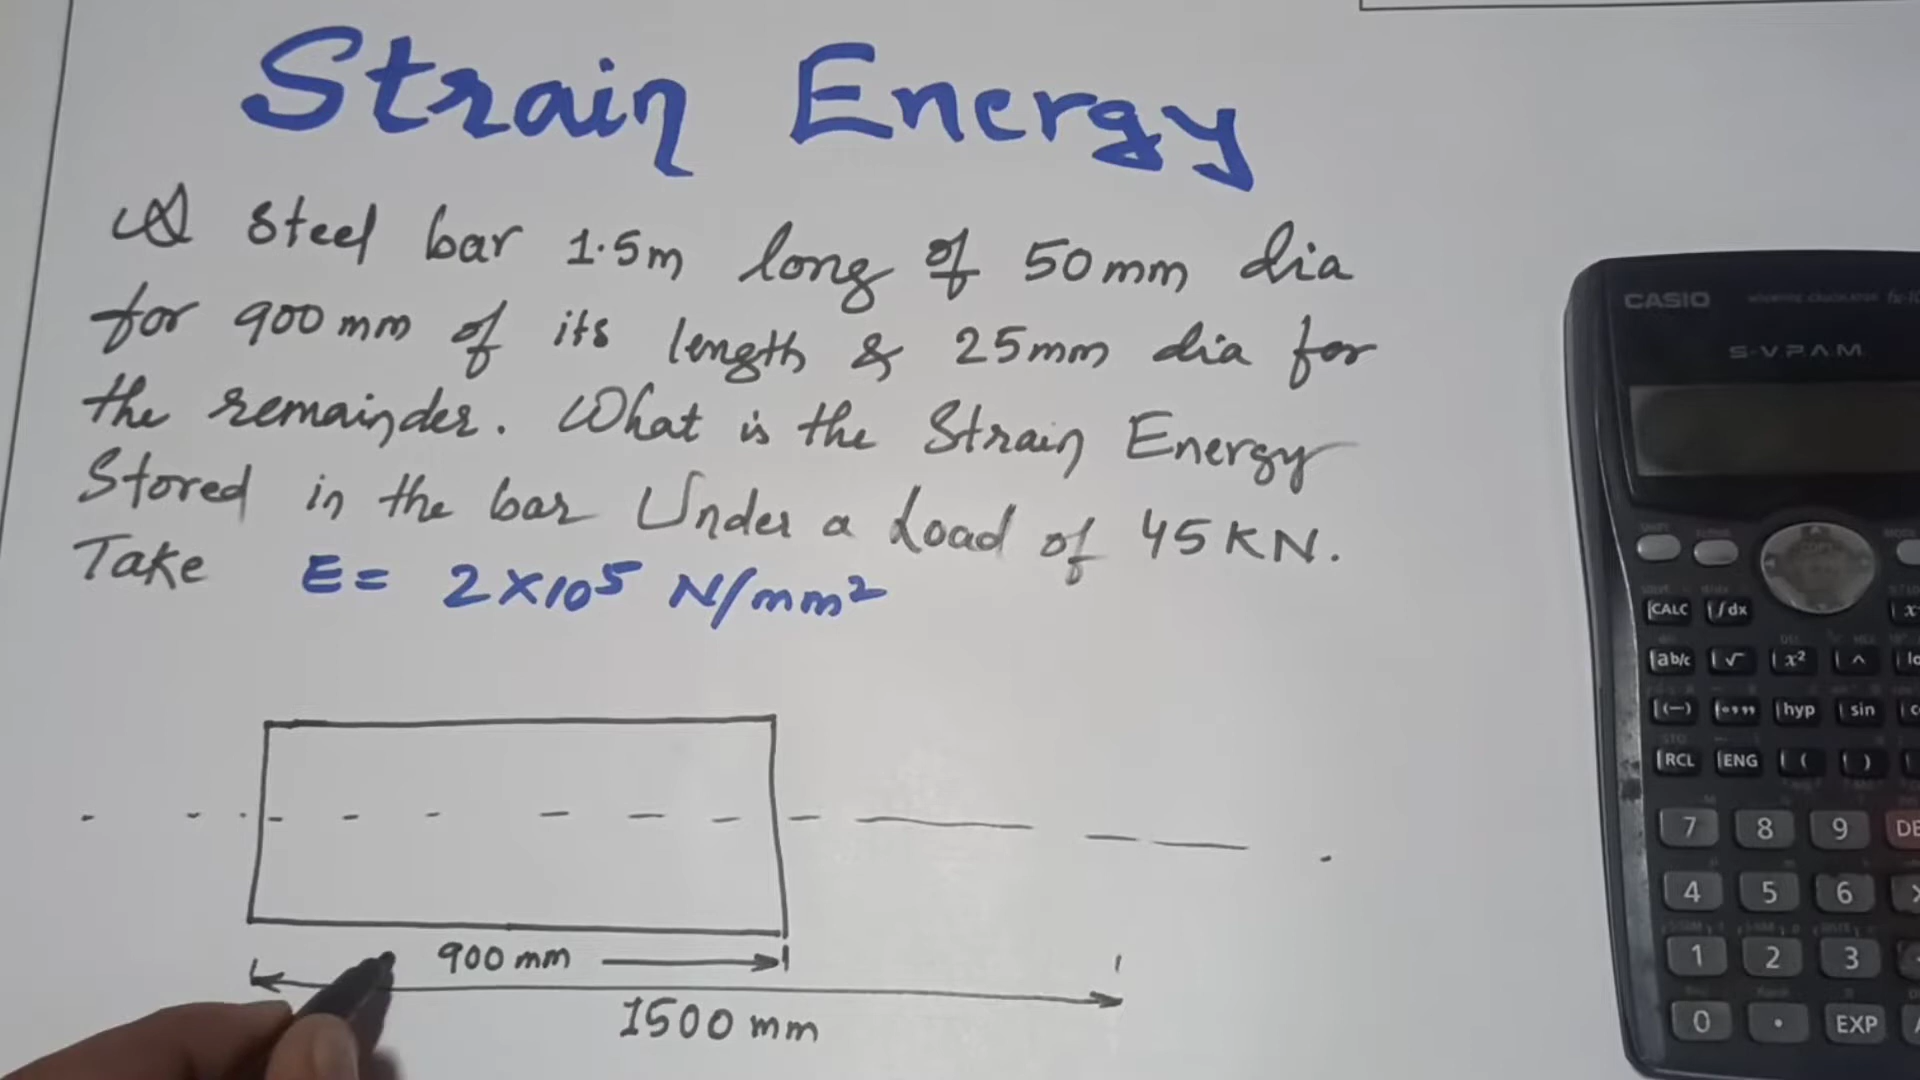 Strain Energy
A steel bar 1.5m long of 50mm dia
for 900mm of its length & 25mm dia for
the remainder. What is the Strain Energy
Stored in the bar Under a Load of 45KN.
Take E= 2×10⁵ N/mm²
900 mm
1500 mm
CASIO
S-V.P.A.M.
CALC ∫dx
ab/c √ x² ^
(−) °,,, hyp sin
RCL ENG ( )
7 8 9
4 5 6
1 2 3
0 . EXP